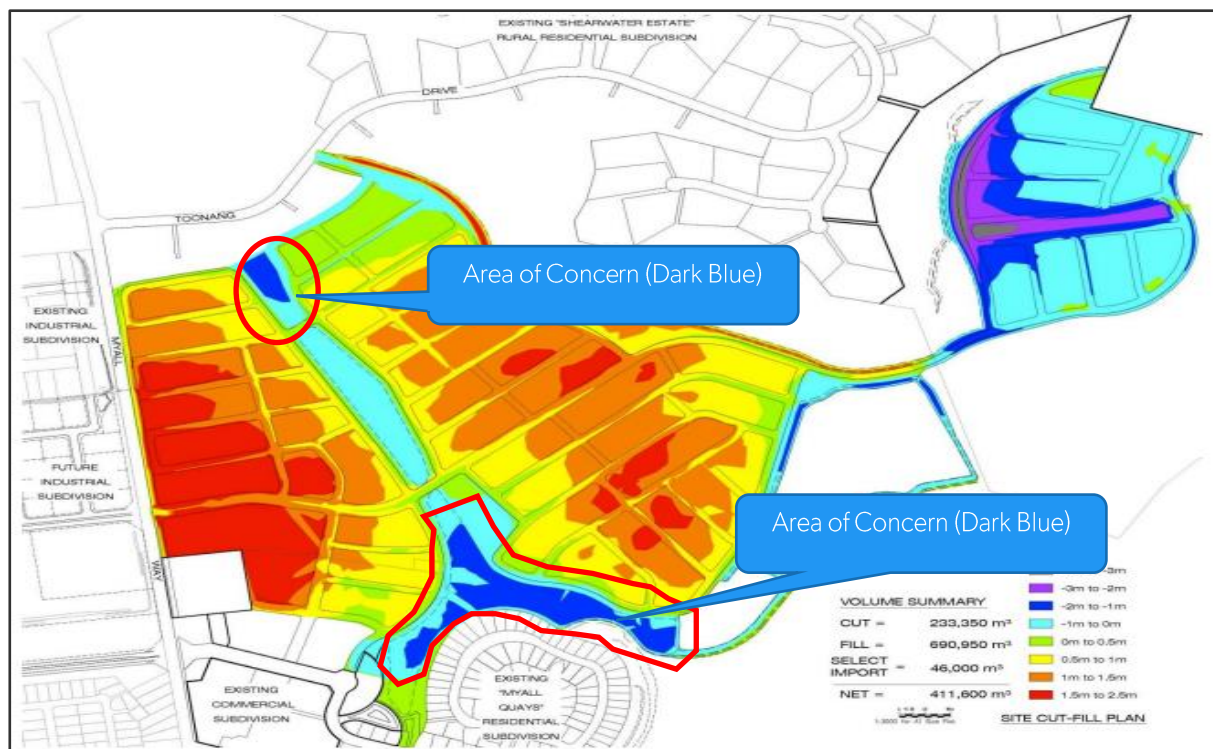 EXISTING "SHEARWATER ESTATE"
RURAL RESIDENTIAL SUBDIVISION
DRIVE
TOONANG
Area of Concern (Dark Blue)
EXISTING
INDUSTRIAL
SUBDIVISION
MYALL
FUTURE
INDUSTRIAL
SUBDIVISION
WAY
Area of Concern (Dark Blue)
-3m to -2m
-2m to -1m
-1m to 0m
0m to 0.5m
0.5m to 1m
1m to 1.5m
1.5m to 2.5m
VOLUME SUMMARY
CUT = 233,350 m³
FILL = 690,950 m³
SELECT
IMPORT = 46,000 m³
NET = 411,600 m³
SITE CUT-FILL PLAN
EXISTING
"MYALL
QUAYS"
RESIDENTIAL
SUBDIVISION
EXISTING
COMMERCIAL
SUBDIVISION